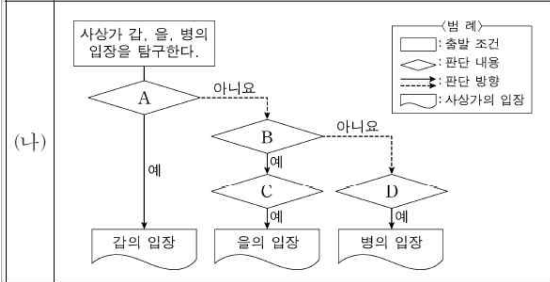 (나)
사상가 갑, 을, 병의
입장을 탐구한다.
〈범 례〉
: 출발 조건
: 판단 내용
: 판단 방향
: 사상가의 입장
A
아니요
B
아니요
예
예
C
D
예
예
갑의 입장
을의 입장
병의 입장